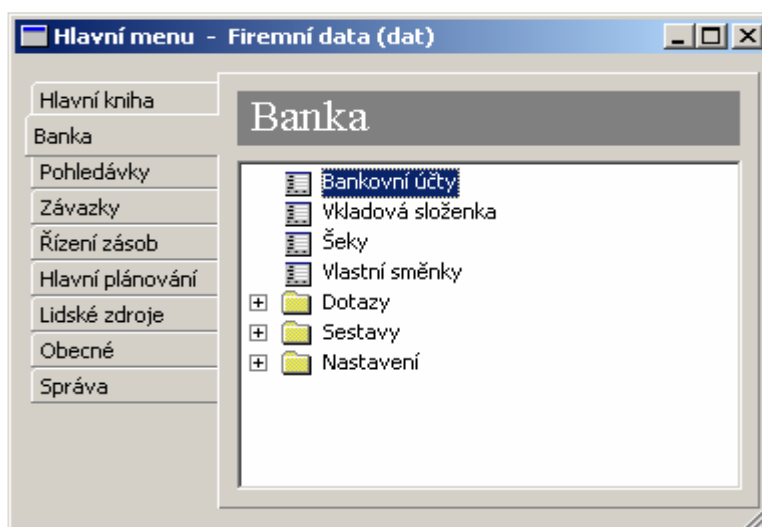 Hlavní menu - Firemní data (dat)
Hlavní kniha
Banka
Pohledávky
Závazky
Řízení zásob
Hlavní plánování
Lidské zdroje
Obecné
Správa
Banka
Bankovní účty
Vkladová složenka
Šeky
Vlastní směnky
Dotazy
Sestavy
Nastavení